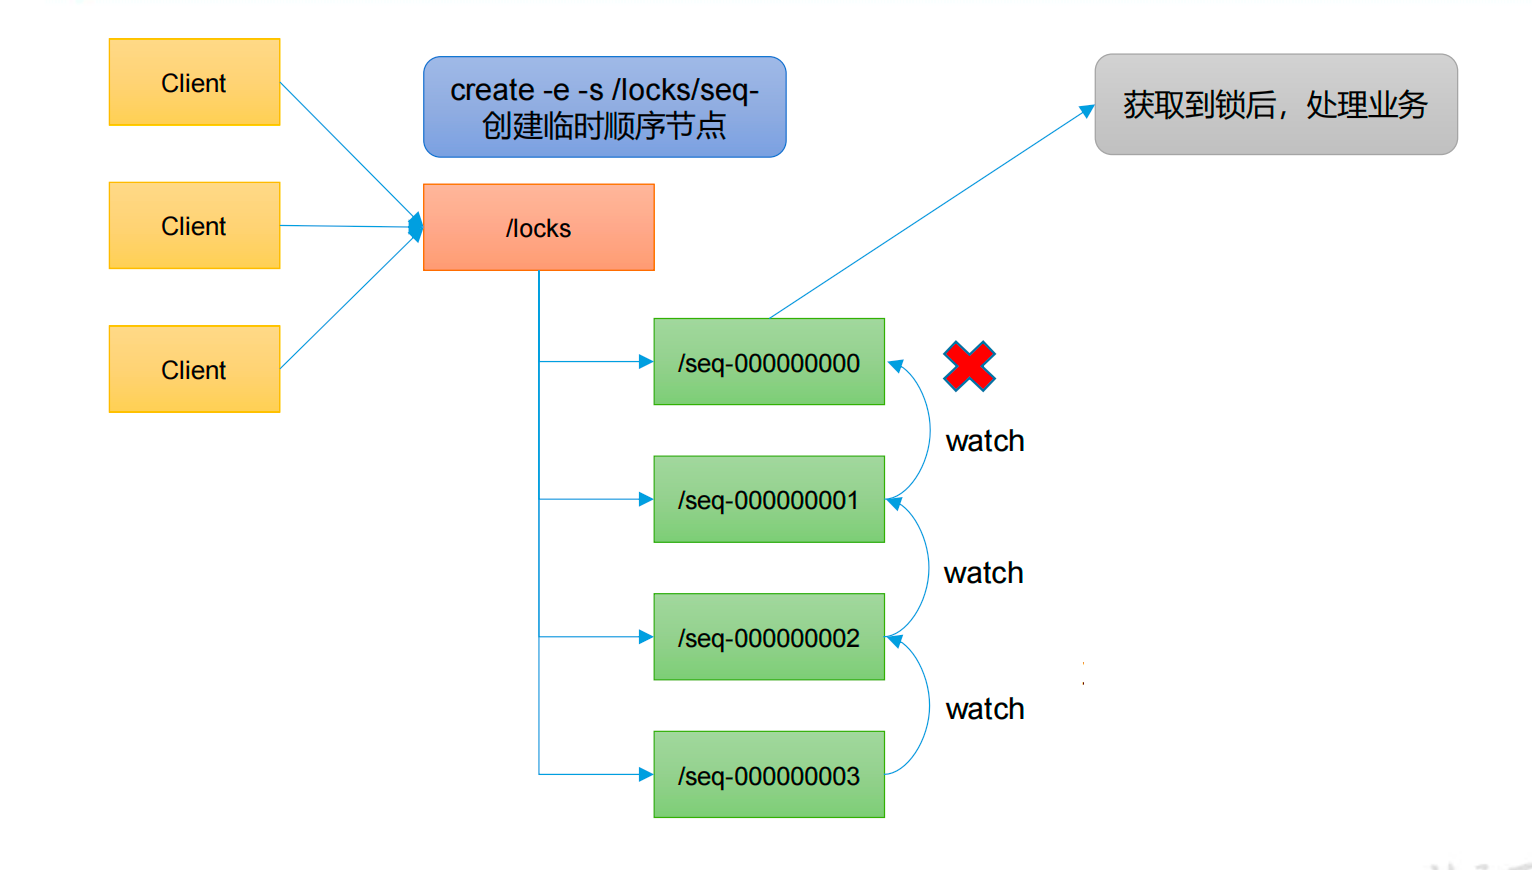 Client
create -e -s /locks/seq-
创建临时顺序节点
获取到锁后，处理业务
Client
/locks
Client
/seq-000000000
watch
/seq-000000001
watch
/seq-000000002
watch
/seq-000000003